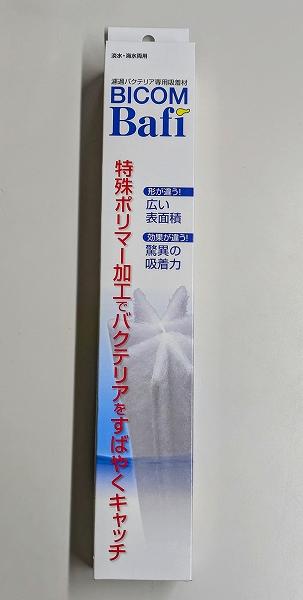 淡水・海水両用
濾過バクテリア専用吸着材
BICOM
Bafi
形が違う!
広い
表面積
効果が違う!
驚異の
吸着力
特殊ポリマー加工でバクテリアをすばやくキャッチ